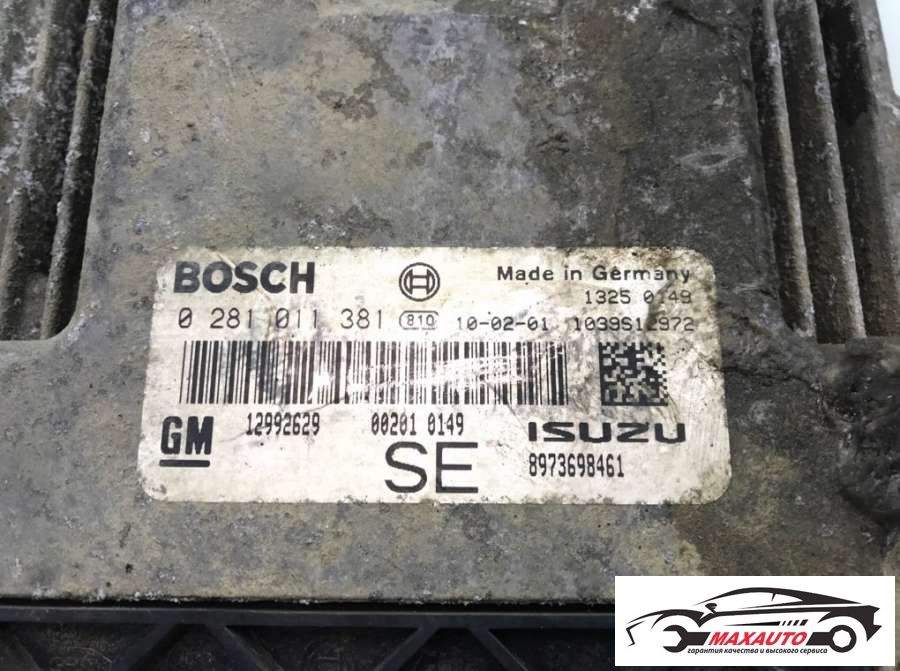 BOSCH
Made in Germany
1325 0149
0 281 011 381 810 10-02-01 1039S12972
GM 12992629 00201 0149 ISUZU
SE 8973698461
MAXAUTO
гарантия качества и высокого сервиса